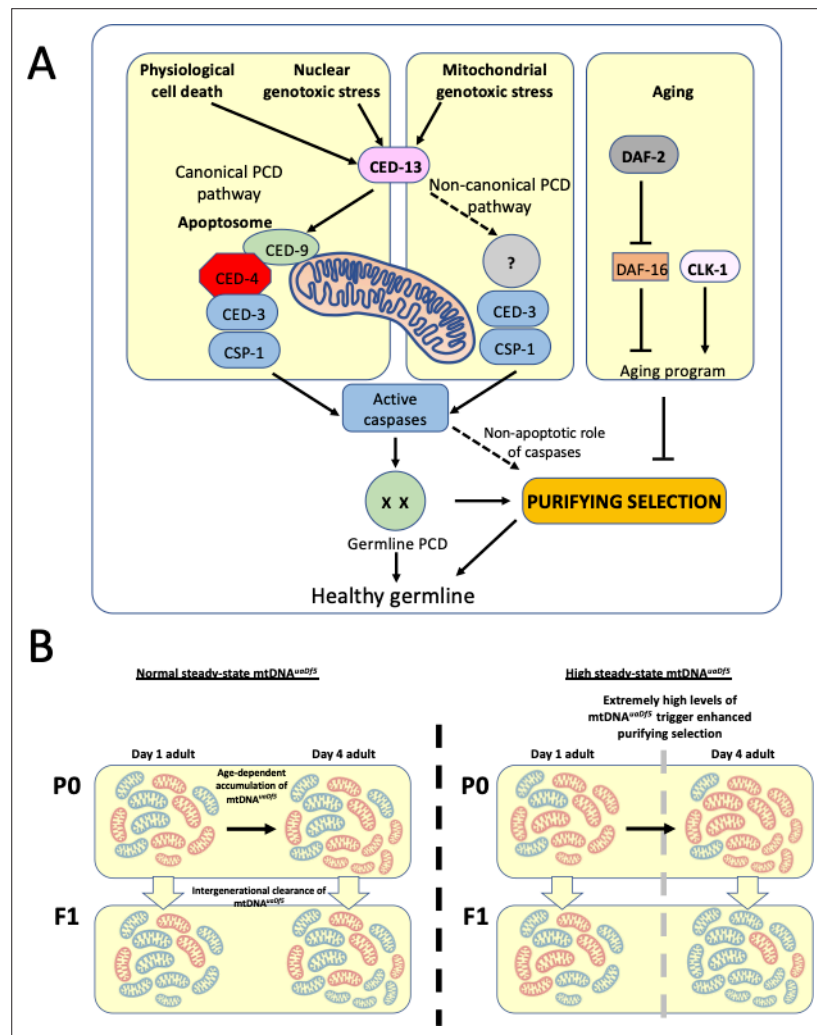 A
Physiological
cell death
Nuclear
genotoxic stress
Mitochondrial
genotoxic stress
Aging
CED-13
DAF-2
Canonical PCD
pathway
Non-canonical PCD
pathway
Apoptosome
CED-9
CED-4
CED-3
CSP-1
?
CED-3
CSP-1
DAF-16
CLK-1
Aging program
Active
caspases
Non-apoptotic role
of caspases
X X
Germline PCD
PURIFYING SELECTION
Healthy germline
B
Normal steady-state mtDNAuaDf5
High steady-state mtDNAuaDf5
Extremely high levels of
mtDNAuaDf5 trigger enhanced
purifying selection
Day 1 adult
Day 4 adult
Day 1 adult
Day 4 adult
P0
Age-dependent
accumulation of
mtDNAuaDf5
P0
Intergenerational clearance of
mtDNAuaDf5
F1
F1